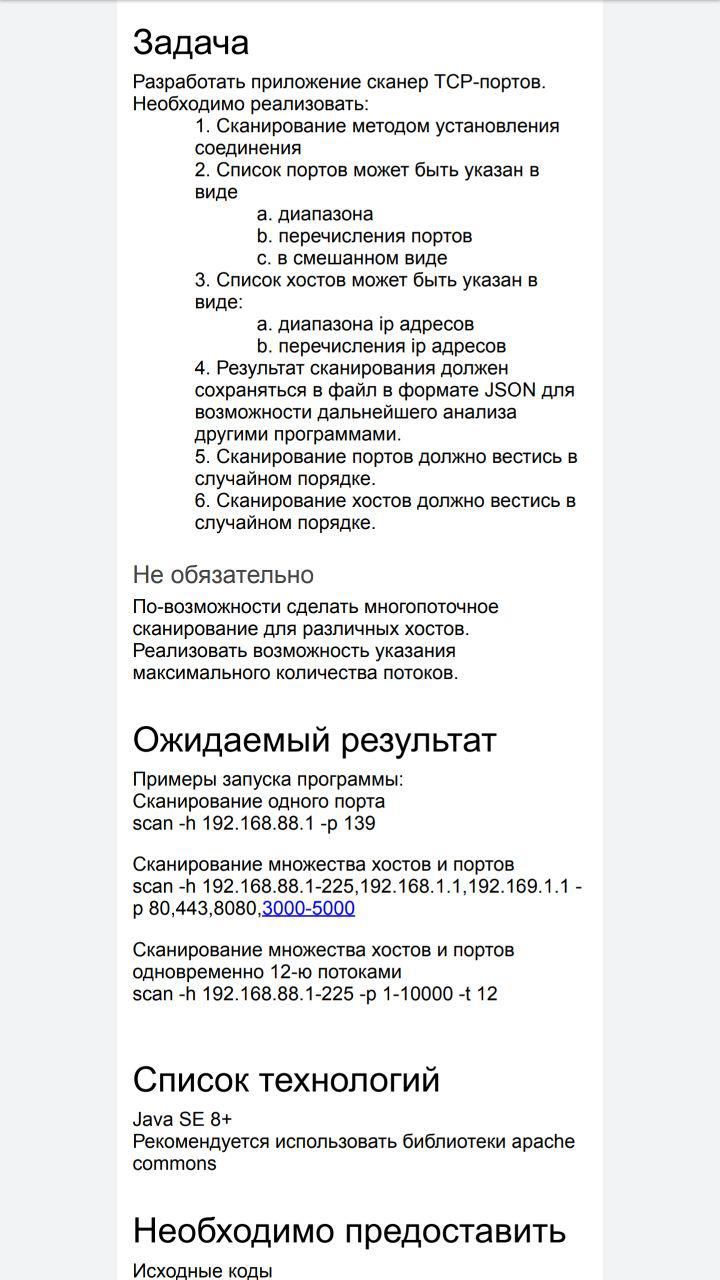 Задача
Разработать приложение сканер TCP-портов.
Необходимо реализовать:
1. Сканирование методом установления
соединения
2. Список портов может быть указан в
виде
a. диапазона
b. перечисления портов
c. в смешанном виде
3. Список хостов может быть указан в
виде:
a. диапазона ip адресов
b. перечисления ip адресов
4. Результат сканирования должен
сохраняться в файл в формате JSON для
возможности дальнейшего анализа
другими программами.
5. Сканирование портов должно вестись в
случайном порядке.
6. Сканирование хостов должно вестись в
случайном порядке.
Не обязательно
По-возможности сделать многопоточное
сканирование для различных хостов.
Реализовать возможность указания
максимального количества потоков.
Ожидаемый результат
Примеры запуска программы:
Сканирование одного порта
scan -h 192.168.88.1 -p 139
Сканирование множества хостов и портов
scan -h 192.168.88.1-225,192.168.1.1,192.169.1.1 -
p 80,443,8080,3000-5000
Сканирование множества хостов и портов
одновременно 12-ю потоками
scan -h 192.168.88.1-225 -p 1-10000 -t 12
Список технологий
Java SE 8+
Рекомендуется использовать библиотеки apache
commons
Необходимо предоставить
Исходные коды